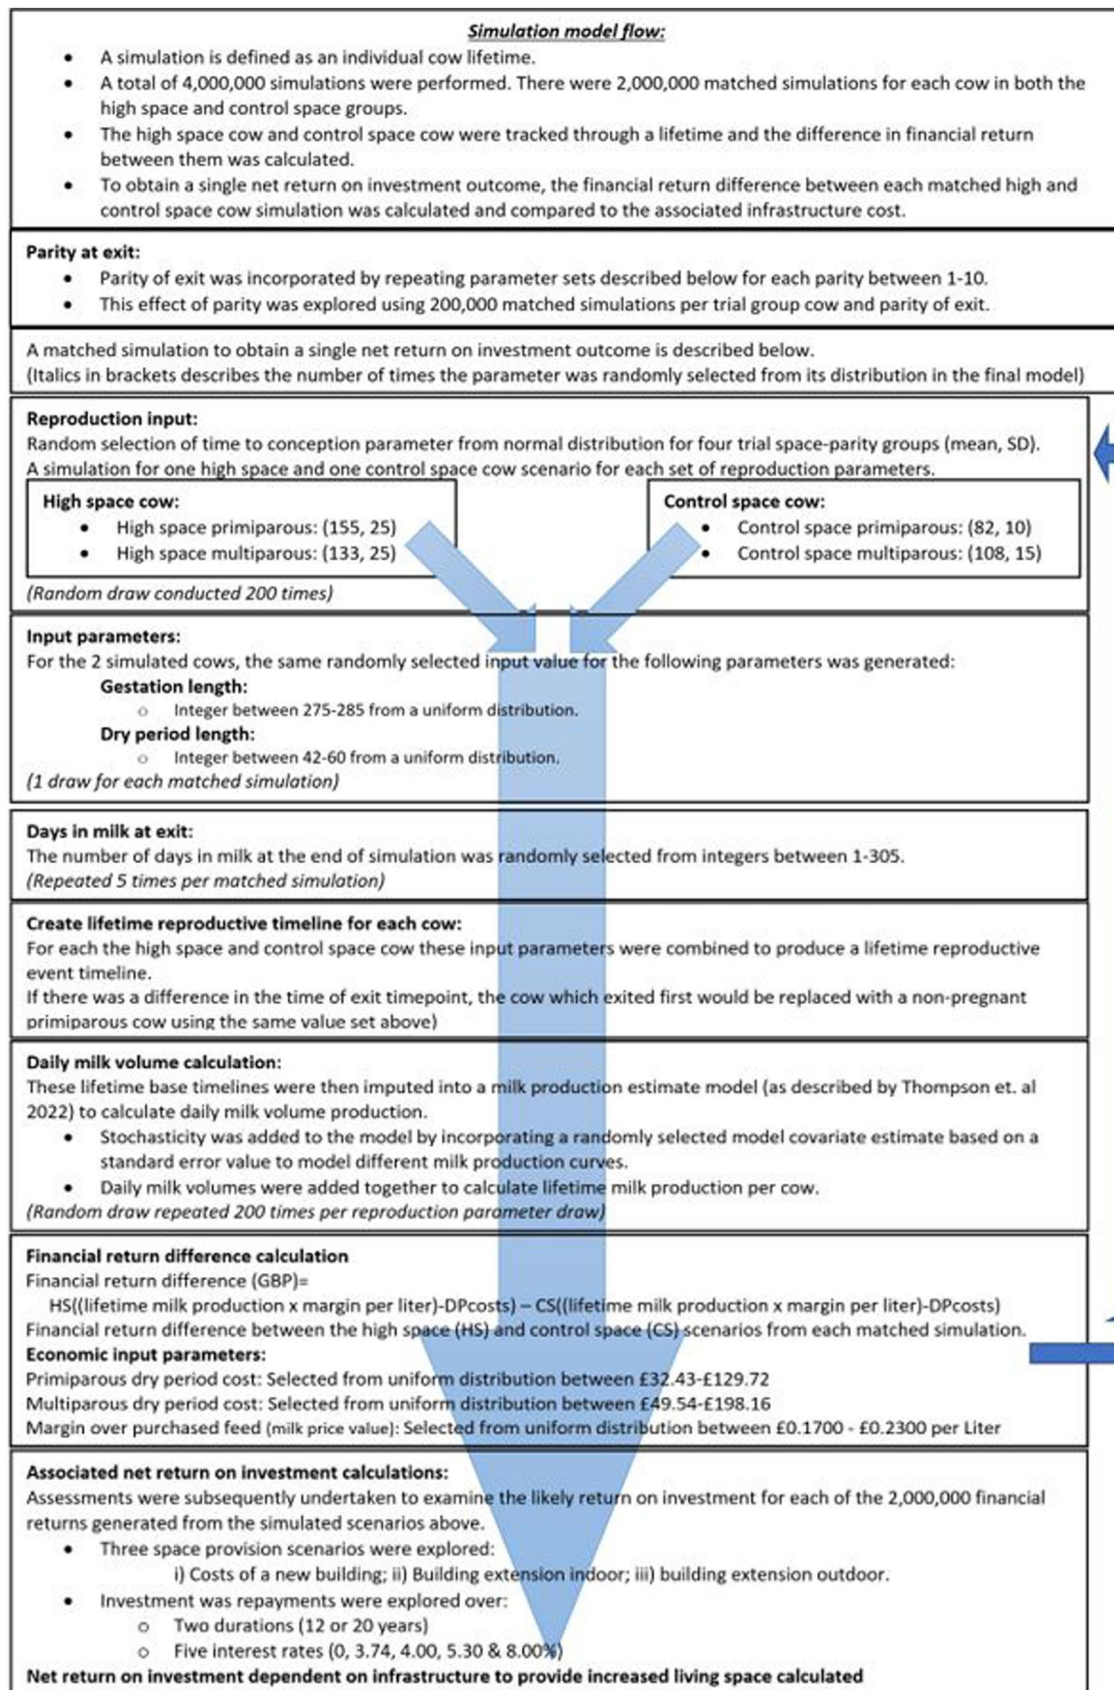 Simulation model flow:
• A simulation is defined as an individual cow lifetime.
• A total of 4,000,000 simulations were performed. There were 2,000,000 matched simulations for each cow in both the
high space and control space groups.
• The high space cow and control space cow were tracked through a lifetime and the difference in financial return
between them was calculated.
• To obtain a single net return on investment outcome, the financial return difference between each matched high and
control space cow simulation was calculated and compared to the associated infrastructure cost.
Parity at exit:
• Parity of exit was incorporated by repeating parameter sets described below for each parity between 1-10.
• This effect of parity was explored using 200,000 matched simulations per trial group cow and parity of exit.
A matched simulation to obtain a single net return on investment outcome is described below.
(Italics in brackets describes the number of times the parameter was randomly selected from its distribution in the final model)
Reproduction input:
Random selection of time to conception parameter from normal distribution for four trial space-parity groups (mean, SD).
A simulation for one high space and one control space cow scenario for each set of reproduction parameters.
High space cow:
• High space primiparous: (155, 25)
• High space multiparous: (133, 25)
Control space cow:
• Control space primiparous: (82, 10)
• Control space multiparous: (108, 15)
(Random draw conducted 200 times)
Input parameters:
For the 2 simulated cows, the same randomly selected input value for the following parameters was generated:
Gestation length:
o Integer between 275-285 from a uniform distribution.
Dry period length:
o Integer between 42-60 from a uniform distribution.
(1 draw for each matched simulation)
Days in milk at exit:
The number of days in milk at the end of simulation was randomly selected from integers between 1-305.
(Repeated 5 times per matched simulation)
Create lifetime reproductive timeline for each cow:
For each the high space and control space cow these input parameters were combined to produce a lifetime reproductive
event timeline.
If there was a difference in the time of exit timepoint, the cow which exited first would be replaced with a non-pregnant
primiparous cow using the same value set above)
Daily milk volume calculation:
These lifetime base timelines were then imputed into a milk production estimate model (as described by Thompson et. al
2022) to calculate daily milk volume production.
• Stochasticity was added to the model by incorporating a randomly selected model covariate estimate based on a
standard error value to model different milk production curves.
• Daily milk volumes were added together to calculate lifetime milk production per cow.
(Random draw repeated 200 times per reproduction parameter draw)
Financial return difference calculation
Financial return difference (GBP)=
HS((lifetime milk production x margin per liter)-DPcosts) – CS((lifetime milk production x margin per liter)-DPcosts)
Financial return difference between the high space (HS) and control space (CS) scenarios from each matched simulation.
Economic input parameters:
Primiparous dry period cost: Selected from uniform distribution between £32.43-£129.72
Multiparous dry period cost: Selected from uniform distribution between £49.54-£198.16
Margin over purchased feed (milk price value): Selected from uniform distribution between £0.1700 - £0.2300 per Liter
Associated net return on investment calculations:
Assessments were subsequently undertaken to examine the likely return on investment for each of the 2,000,000 financial
returns generated from the simulated scenarios above.
• Three space provision scenarios were explored:
i) Costs of a new building; ii) Building extension indoor; iii) building extension outdoor.
• Investment was repayments were explored over:
o Two durations (12 or 20 years)
o Five interest rates (0, 3.74, 4.00, 5.30 & 8.00%)
Net return on investment dependent on infrastructure to provide increased living space calculated